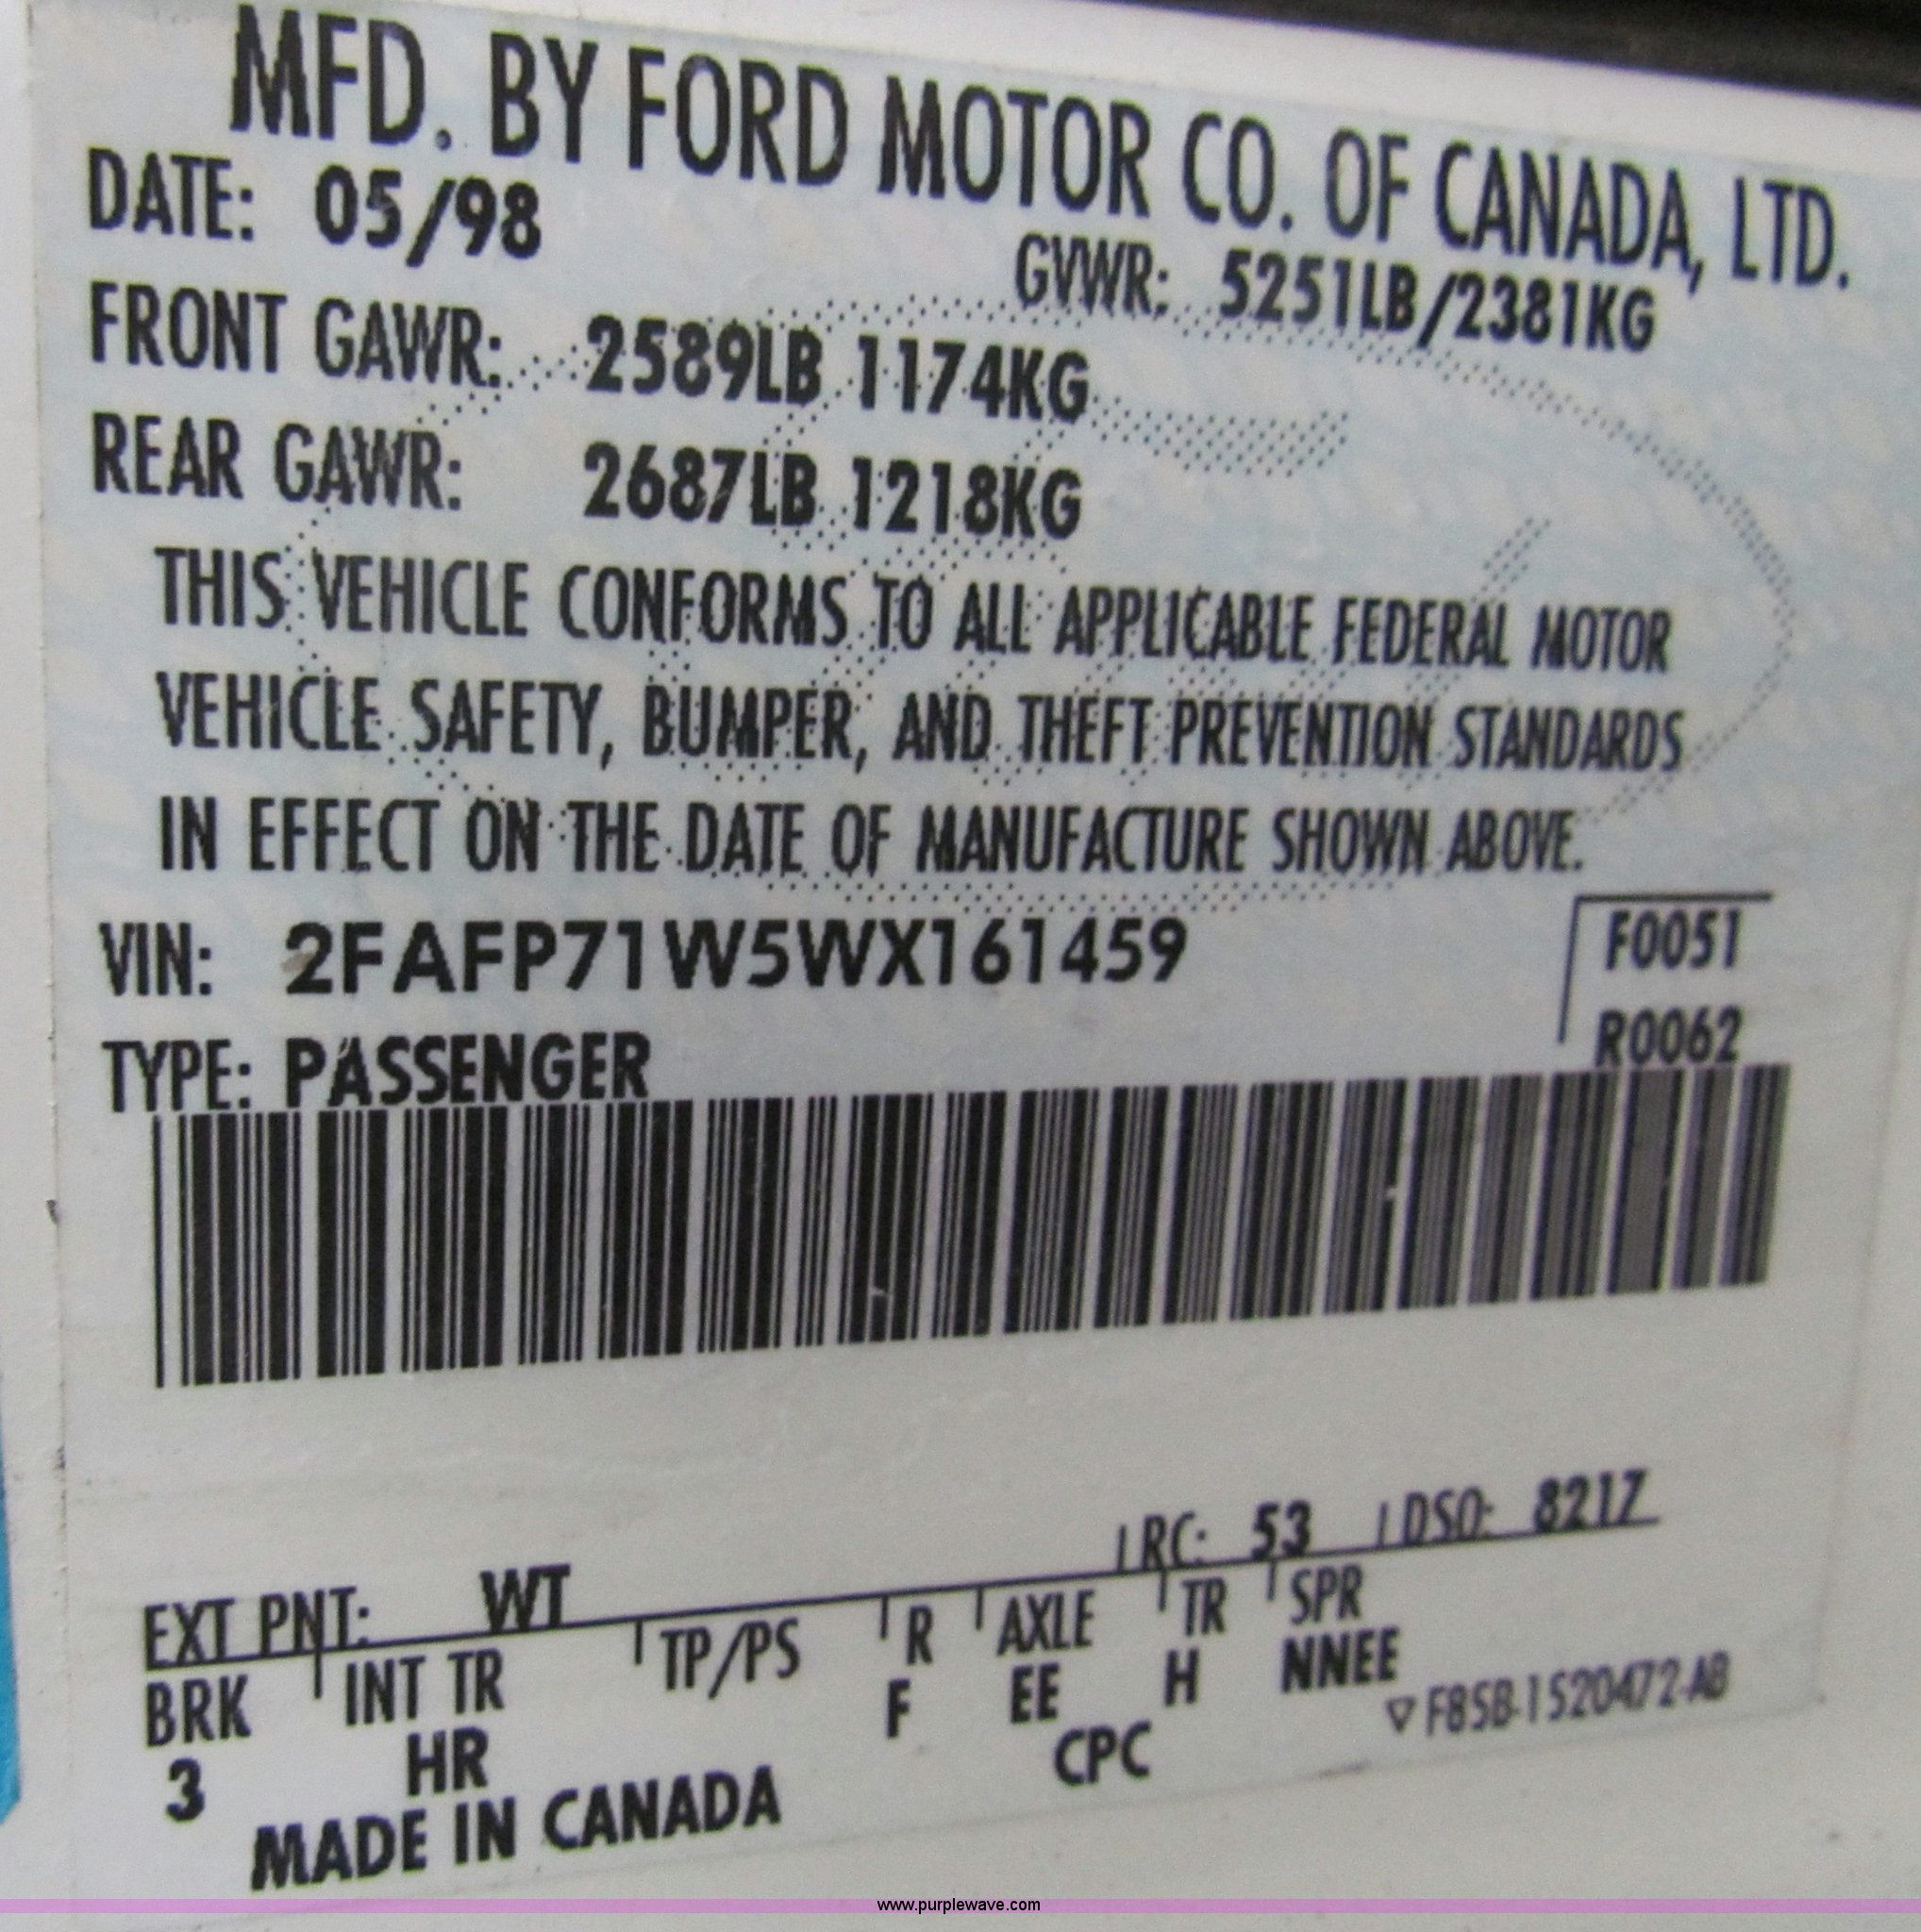 MFD. BY FORD MOTOR CO. OF CANADA, LTD.
DATE: 05/98
GVWR: 5251LB/2381KG
FRONT GAWR: 2589LB 1174KG
REAR GAWR: 2687LB 1218KG
THIS VEHICLE CONFORMS TO ALL APPLICABLE FEDERAL MOTOR
VEHICLE SAFETY, BUMPER, AND THEFT PREVENTION STANDARDS
IN EFFECT ON THE DATE OF MANUFACTURE SHOWN ABOVE.
VIN: 2FAFP71W5WX161459
F0051
TYPE: PASSENGER
R0062
EXT PNT: WT RC: 53 DSO: 8217
BRK INT TR TP/PS R AXLE TR SPR
3 HR F EE H NNEE
▽ F85B-1520472-AB
MADE IN CANADA CPC
www.purplewave.com